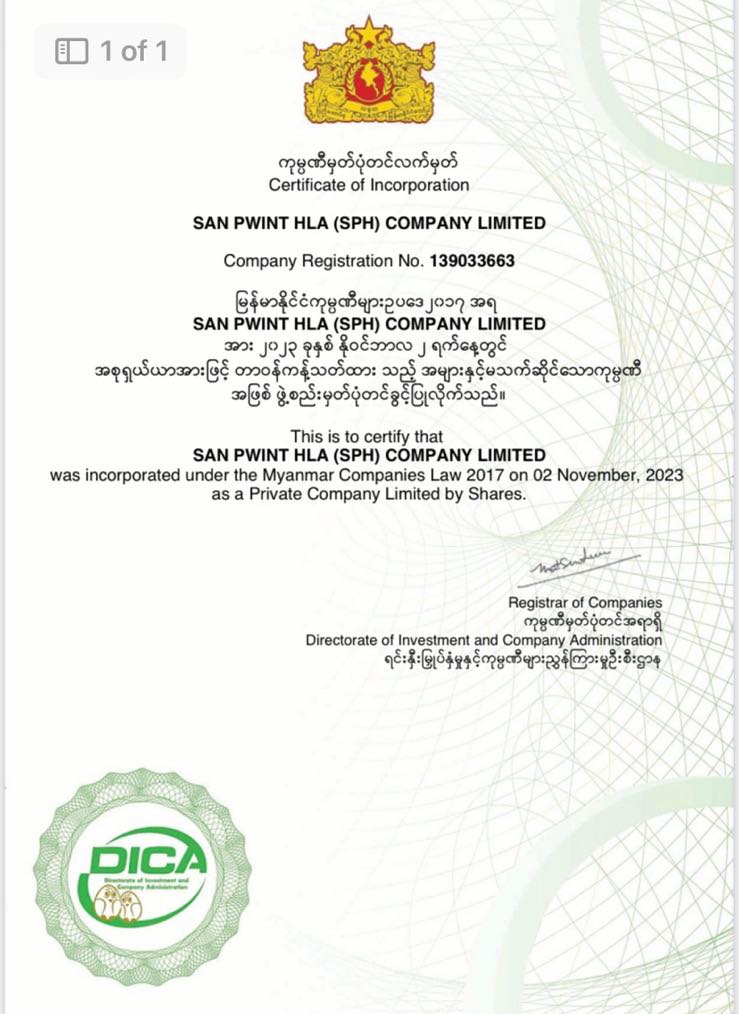 1 of 1
ကုမ္ပဏီမှတ်ပုံတင်လက်မှတ်
Certificate of Incorporation
SAN PWINT HLA (SPH) COMPANY LIMITED
Company Registration No. 139033663
မြန်မာနိုင်ငံကုမ္ပဏီများဥပဒေ၂၀၁၇ အရ
SAN PWINT HLA (SPH) COMPANY LIMITED
အား ၂၀၂၃ ခုနှစ် နိုဝင်ဘာလ ၂ ရက်နေ့တွင်
အစုရှယ်ယာအားဖြင့် တာဝန်ကန့်သတ်ထား သည့် အများနှင့်မသက်ဆိုင်သောကုမ္ပဏီ
အဖြစ် ဖွဲ့စည်းမှတ်ပုံတင်ခွင့်ပြုလိုက်သည်။
This is to certify that
SAN PWINT HLA (SPH) COMPANY LIMITED
was incorporated under the Myanmar Companies Law 2017 on 02 November, 2023
as a Private Company Limited by Shares.
Registrar of Companies
ကုမ္ပဏီမှတ်ပုံတင်အရာရှိ
Directorate of Investment and Company Administration
ရင်းနှီးမြှုပ်နှံမှုနှင့်ကုမ္ပဏီများညွှန်ကြားမှုဦးစီးဌာန
DICA
Directorate of Investment and
Company Administration